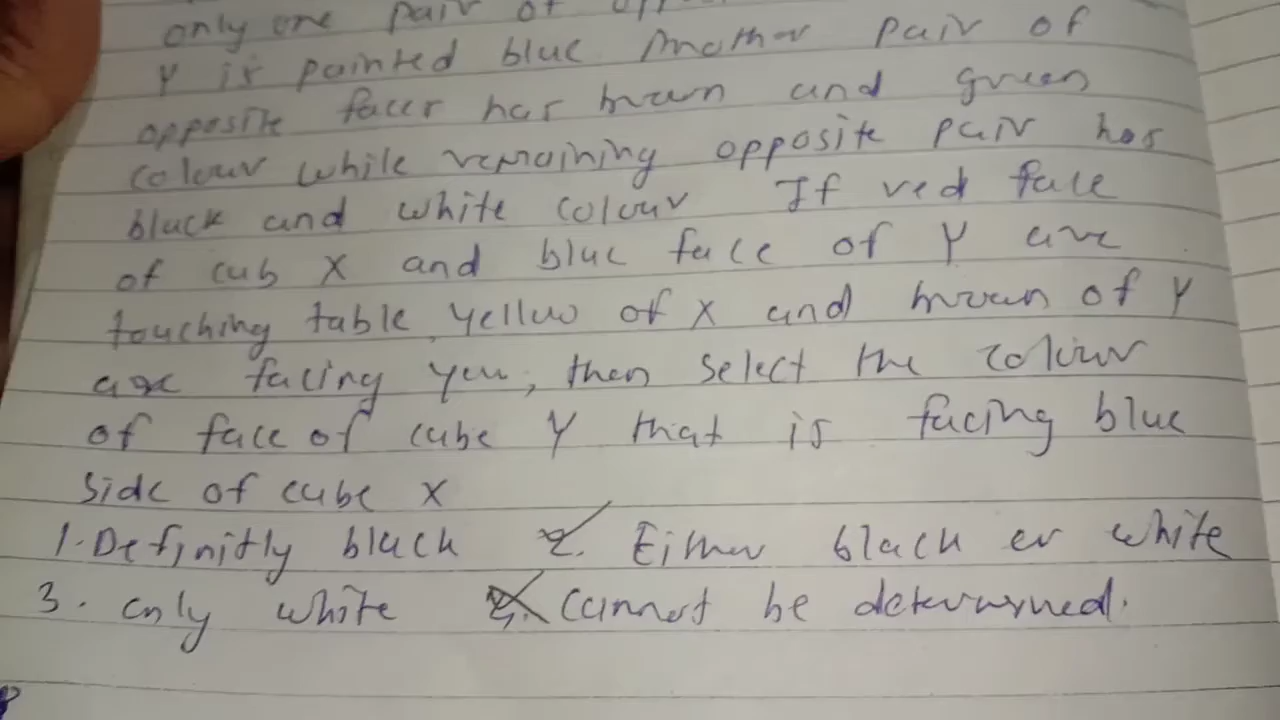 only one pair of opp
Y is painted blue Another pair of
opposite faces has brown and green
colour while remaining opposite pair has
black and white colour If red face
of cub X and blue face of Y are
touching table yellow of X and brown of Y
are facing you, then select the colour
of face of cube Y that is facing blue
side of cube X
1. Definitly black 2. Either black or white
3. only white 4. Cannot be determined.